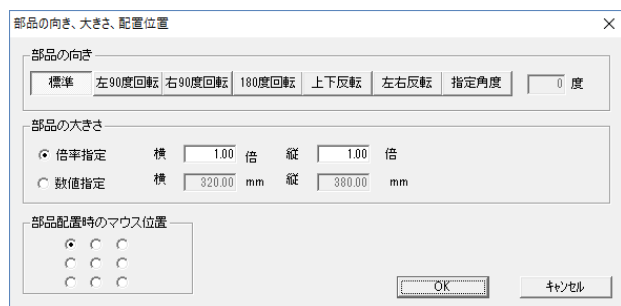 部品の向き、大きさ、配置位置
部品の向き
標準 左90度回転 右90度回転 180度回転 上下反転 左右反転 指定角度 0 度
部品の大きさ
倍率指定 横 1.00 倍 縦 1.00 倍
数値指定 横 320.00 mm 縦 380.00 mm
部品配置時のマウス位置
OK ｷｬﾝｾﾙ